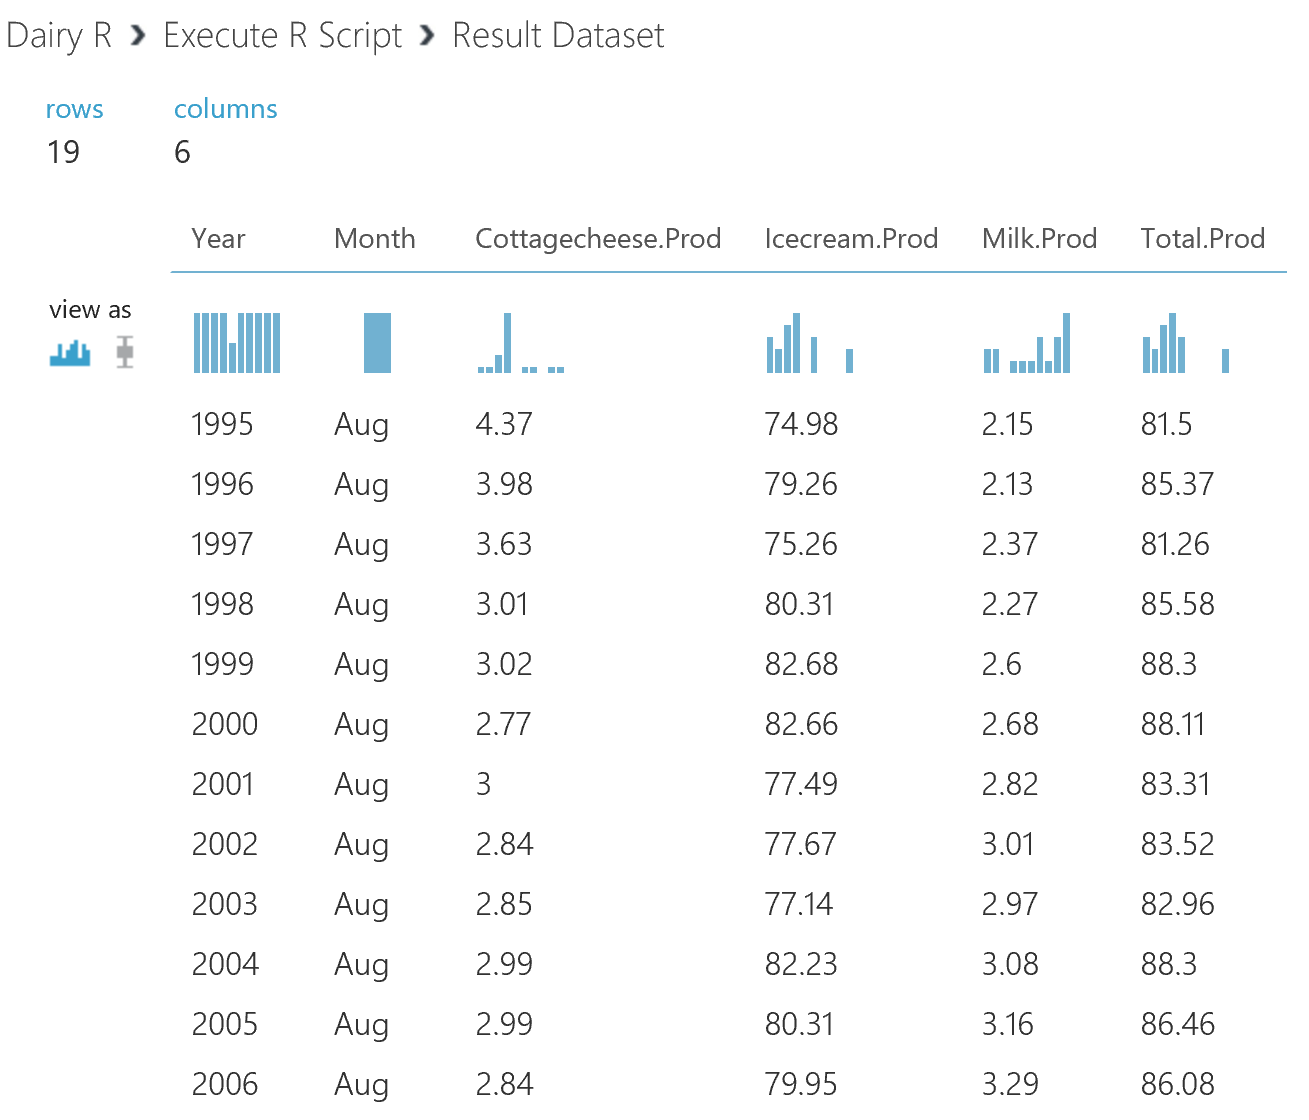 Dairy R › Execute R Script › Result Dataset
rows columns
19 6
Year Month Cottagecheese.Prod Icecream.Prod Milk.Prod Total.Prod
view as
1995 Aug 4.37 74.98 2.15 81.5
1996 Aug 3.98 79.26 2.13 85.37
1997 Aug 3.63 75.26 2.37 81.26
1998 Aug 3.01 80.31 2.27 85.58
1999 Aug 3.02 82.68 2.6 88.3
2000 Aug 2.77 82.66 2.68 88.11
2001 Aug 3 77.49 2.82 83.31
2002 Aug 2.84 77.67 3.01 83.52
2003 Aug 2.85 77.14 2.97 82.96
2004 Aug 2.99 82.23 3.08 88.3
2005 Aug 2.99 80.31 3.16 86.46
2006 Aug 2.84 79.95 3.29 86.08